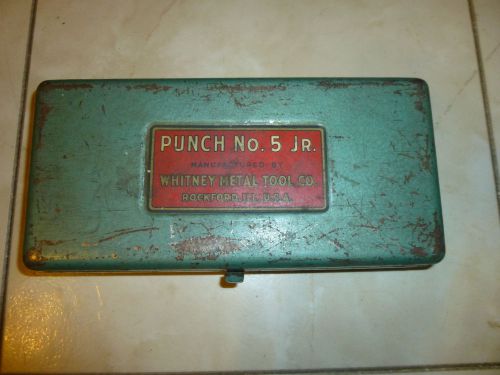 PUNCH No. 5 JR.
MANUFACTURED BY
WHITNEY METAL TOOL CO.
ROCKFORD, ILL. U.S.A.